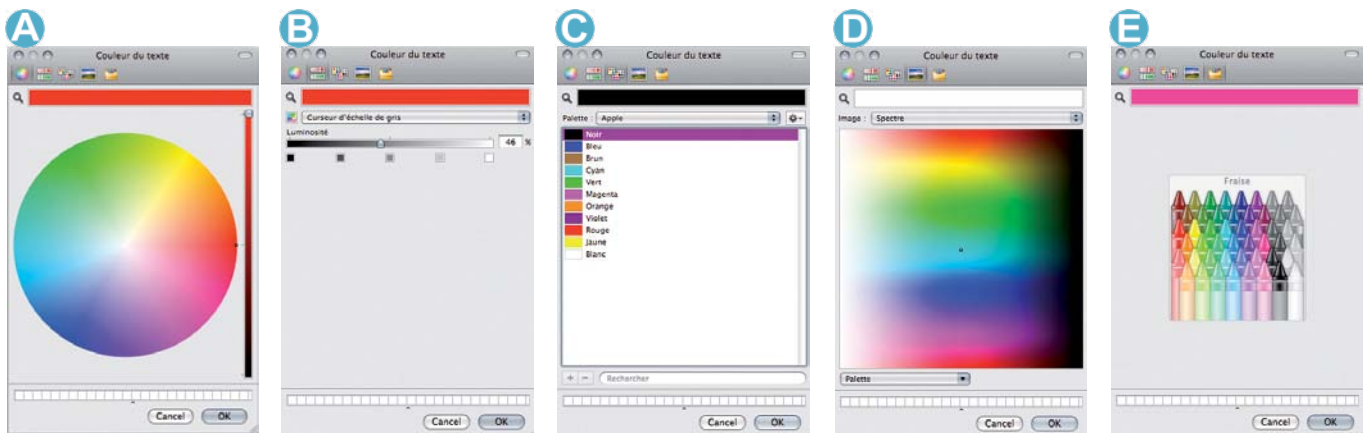 A
Couleur du texte
Cancel
OK
B
Couleur du texte
Curseur d'échelle de gris
Luminosité
46 %
Cancel
OK
C
Couleur du texte
Palette : Apple
Noir
Bleu
Brun
Cyan
Vert
Magenta
Orange
Violet
Rouge
Jaune
Blanc
Rechercher
Cancel
OK
D
Couleur du texte
Image : Spectre
Palette
Cancel
OK
E
Couleur du texte
Fraise
Cancel
OK